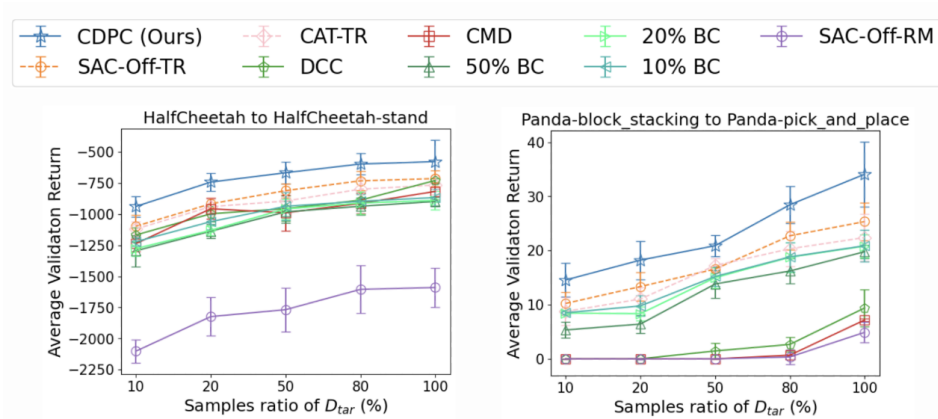 CDPC (Ours) CAT-TR CMD 20% BC SAC-Off-RM
SAC-Off-TR DCC 50% BC 10% BC
HalfCheetah to HalfCheetah-stand
Average Validaton Return
−500
−750
−1000
−1250
−1500
−1750
−2000
−2250
10 20 50 80 100
Samples ratio of D_tar (%)
Panda-block_stacking to Panda-pick_and_place
Average Validaton Return
40
30
20
10
0
10 20 50 80 100
Samples ratio of D_tar (%)